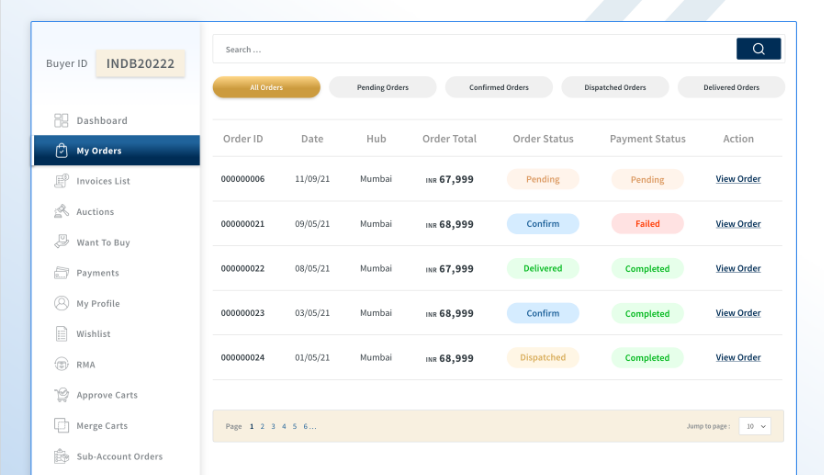 Buyer ID INDB20222
Dashboard
My Orders
Invoices List
Auctions
Want To Buy
Payments
My Profile
Wishlist
RMA
Approve Carts
Merge Carts
Sub-Account Orders
Search ...
All Orders Pending Orders Confirmed Orders Dispatched Orders Delivered Orders
Order ID Date Hub Order Total Order Status Payment Status Action
000000006 11/09/21 Mumbai INR 67,999 Pending Pending View Order
000000021 09/05/21 Mumbai INR 68,999 Confirm Failed View Order
000000022 08/05/21 Mumbai INR 67,999 Delivered Completed View Order
000000023 03/05/21 Mumbai INR 68,999 Confirm Completed View Order
000000024 01/05/21 Mumbai INR 68,999 Dispatched Completed View Order
Page 1 2 3 4 5 6... Jump to page : 10